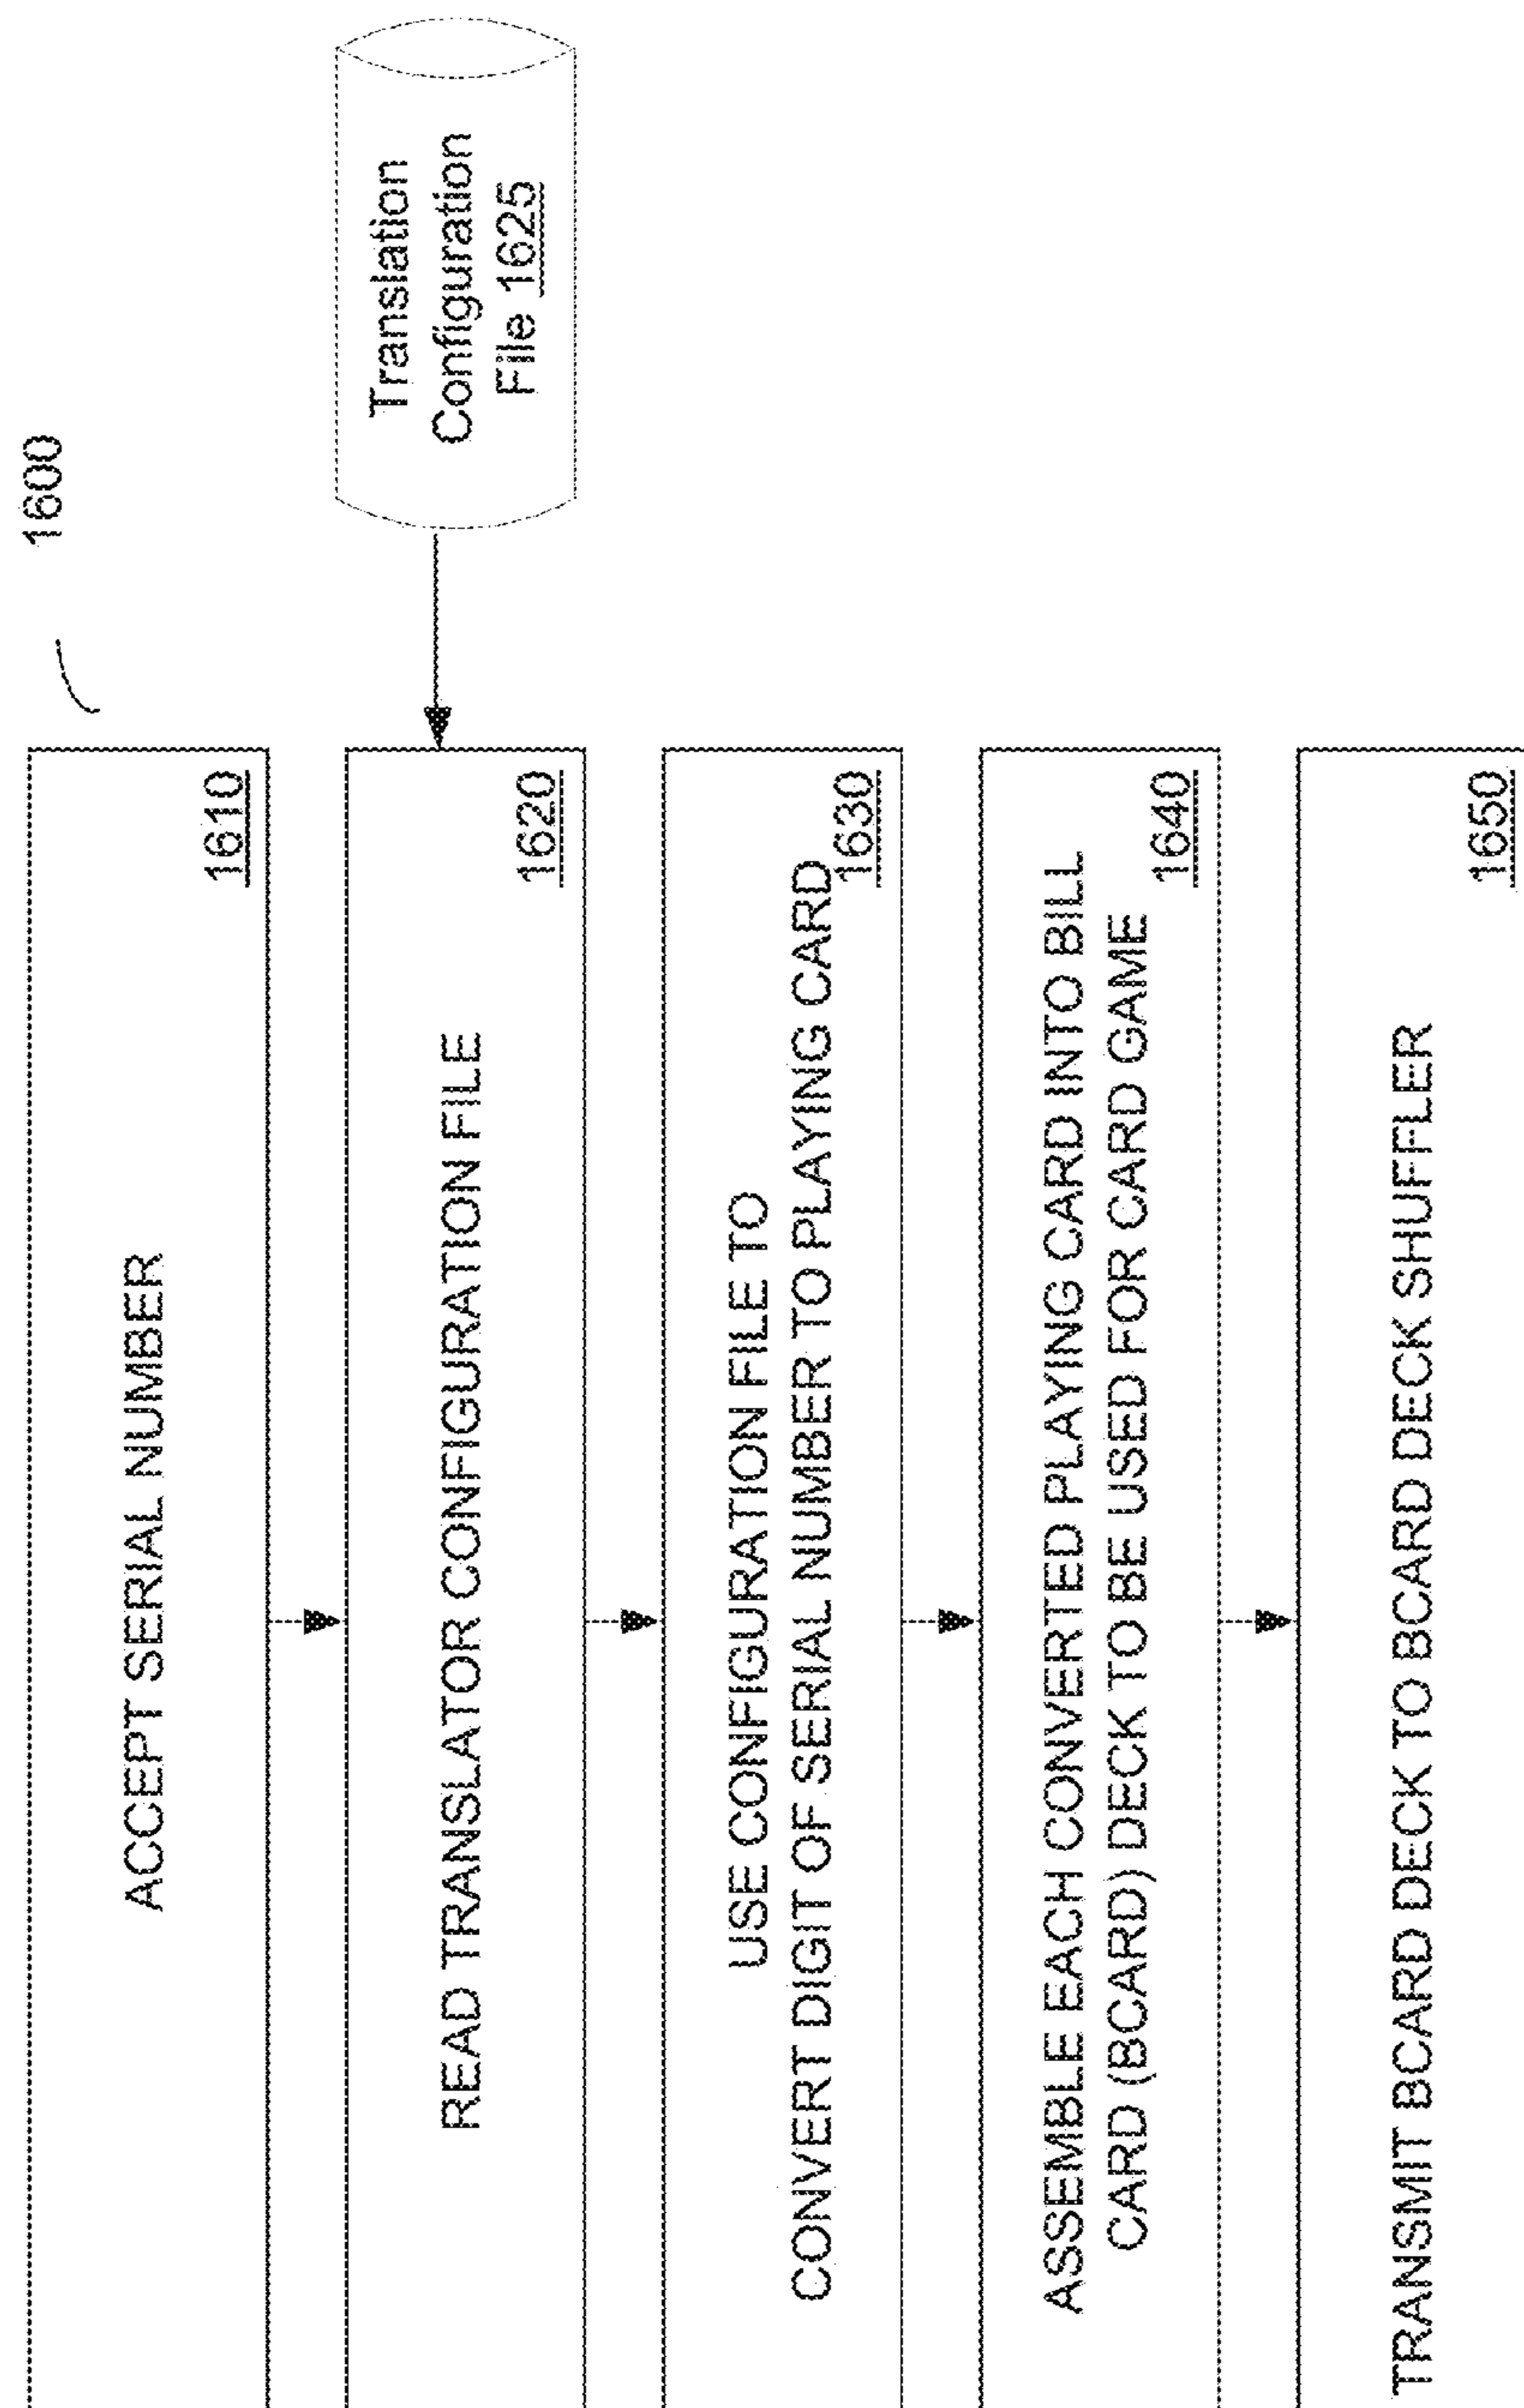 1600
ACCEPT SERIAL NUMBER
1610
READ TRANSLATOR CONFIGURATION FILE
1620
Translation
Configuration
File 1625
USE CONFIGURATION FILE TO
CONVERT DIGIT OF SERIAL NUMBER TO PLAYING CARD
1630
ASSEMBLE EACH CONVERTED PLAYING CARD INTO BILL
CARD (BCARD) DECK TO BE USED FOR CARD GAME
1640
TRANSMIT BCARD DECK TO BCARD DECK SHUFFLER
1650